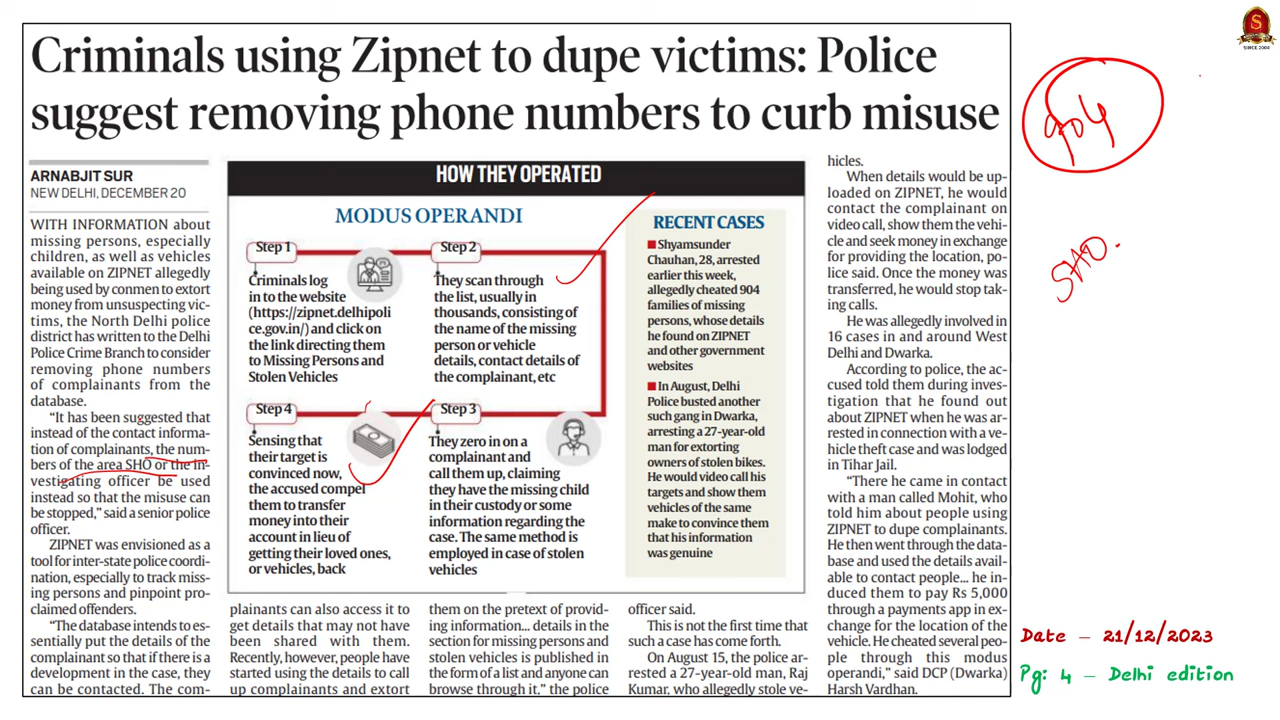 Criminals using Zipnet to dupe victims: Police
suggest removing phone numbers to curb misuse
ARNABJIT SUR
NEW DELHI, DECEMBER 20
WITH INFORMATION about
missing persons, especially
children, as well as vehicles
available on ZIPNET allegedly
being used by conmen to extort
money from unsuspecting vic-
tims, the North Delhi police
district has written to the Delhi
Police Crime Branch to consider
removing phone numbers
of complainants from the
database.
"It has been suggested that
instead of the contact informa-
tion of complainants, the num-
bers of the area SHO or the in-
vestigating officer be used
instead so that the misuse can
be stopped," said a senior police
officer.
ZIPNET was envisioned as a
tool for inter-state police coordi-
nation, especially to track miss-
ing persons and pinpoint pro-
claimed offenders.
"The database intends to es-
sentially put the details of the
complainant so that if there is a
development in the case, they
can be contacted. The com-
HOW THEY OPERATED
MODUS OPERANDI
Step 1
Criminals log
in to the website
(https://zipnet.delhipoli
ce.gov.in/) and click on
the link directing them
to Missing Persons and
Stolen Vehicles
Step 2
They scan through
the list, usually in
thousands, consisting of
the name of the missing
person or vehicle
details, contact details of
the complainant, etc
Step 3
They zero in on a
complainant and
call them up, claiming
they have the missing child
in their custody or some
information regarding the
case. The same method is
employed in case of stolen
vehicles
Step 4
Sensing that
their target is
convinced now,
the accused compel
them to transfer
money into their
account in lieu of
getting their loved ones,
or vehicles, back
RECENT CASES
Shyamsunder
Chauhan, 28, arrested
earlier this week,
allegedly cheated 904
families of missing
persons, whose details
he found on ZIPNET
and other government
websites
In August, Delhi
Police busted another
such gang in Dwarka,
arresting a 27-year-old
man for extorting
owners of stolen bikes.
He would video call his
targets and show them
vehicles of the same
make to convince them
that his information
was genuine
plainants can also access it to
get details that may not have
been shared with them.
Recently, however, people have
started using the details to call
up complainants and extort
them on the pretext of provid-
ing information... details in the
section for missing persons and
stolen vehicles is published in
the form of a list and anyone can
browse through it," the police
officer said.
This is not the first time that
such a case has come forth.
On August 15, the police ar-
rested a 27-year-old man, Raj
Kumar, who allegedly stole ve-
hicles.
When details would be up-
loaded on ZIPNET, he would
contact the complainant on
video call, show them the vehi-
cle and seek money in exchange
for providing the location, po-
lice said. Once the money was
transferred, he would stop tak-
ing calls.
He was allegedly involved in
16 cases in and around West
Delhi and Dwarka.
According to police, the ac-
cused told them during inves-
tigation that he found out
about ZIPNET when he was ar-
rested in connection with a ve-
hicle theft case and was lodged
in Tihar Jail.
"There he came in contact
with a man called Mohit, who
told him about people using
ZIPNET to dupe complainants.
He then went through the data-
base and used the details avail-
able to contact people... he in-
duced them to pay Rs 5,000
through a payments app in ex-
change for the location of the
vehicle. He cheated several peo-
ple through this modus
operandi," said DCP (Dwarka)
Harsh Vardhan.
S
SINCE 2004
904
SHO.
Date – 21/12/2023
Pg: 4 – Delhi edition